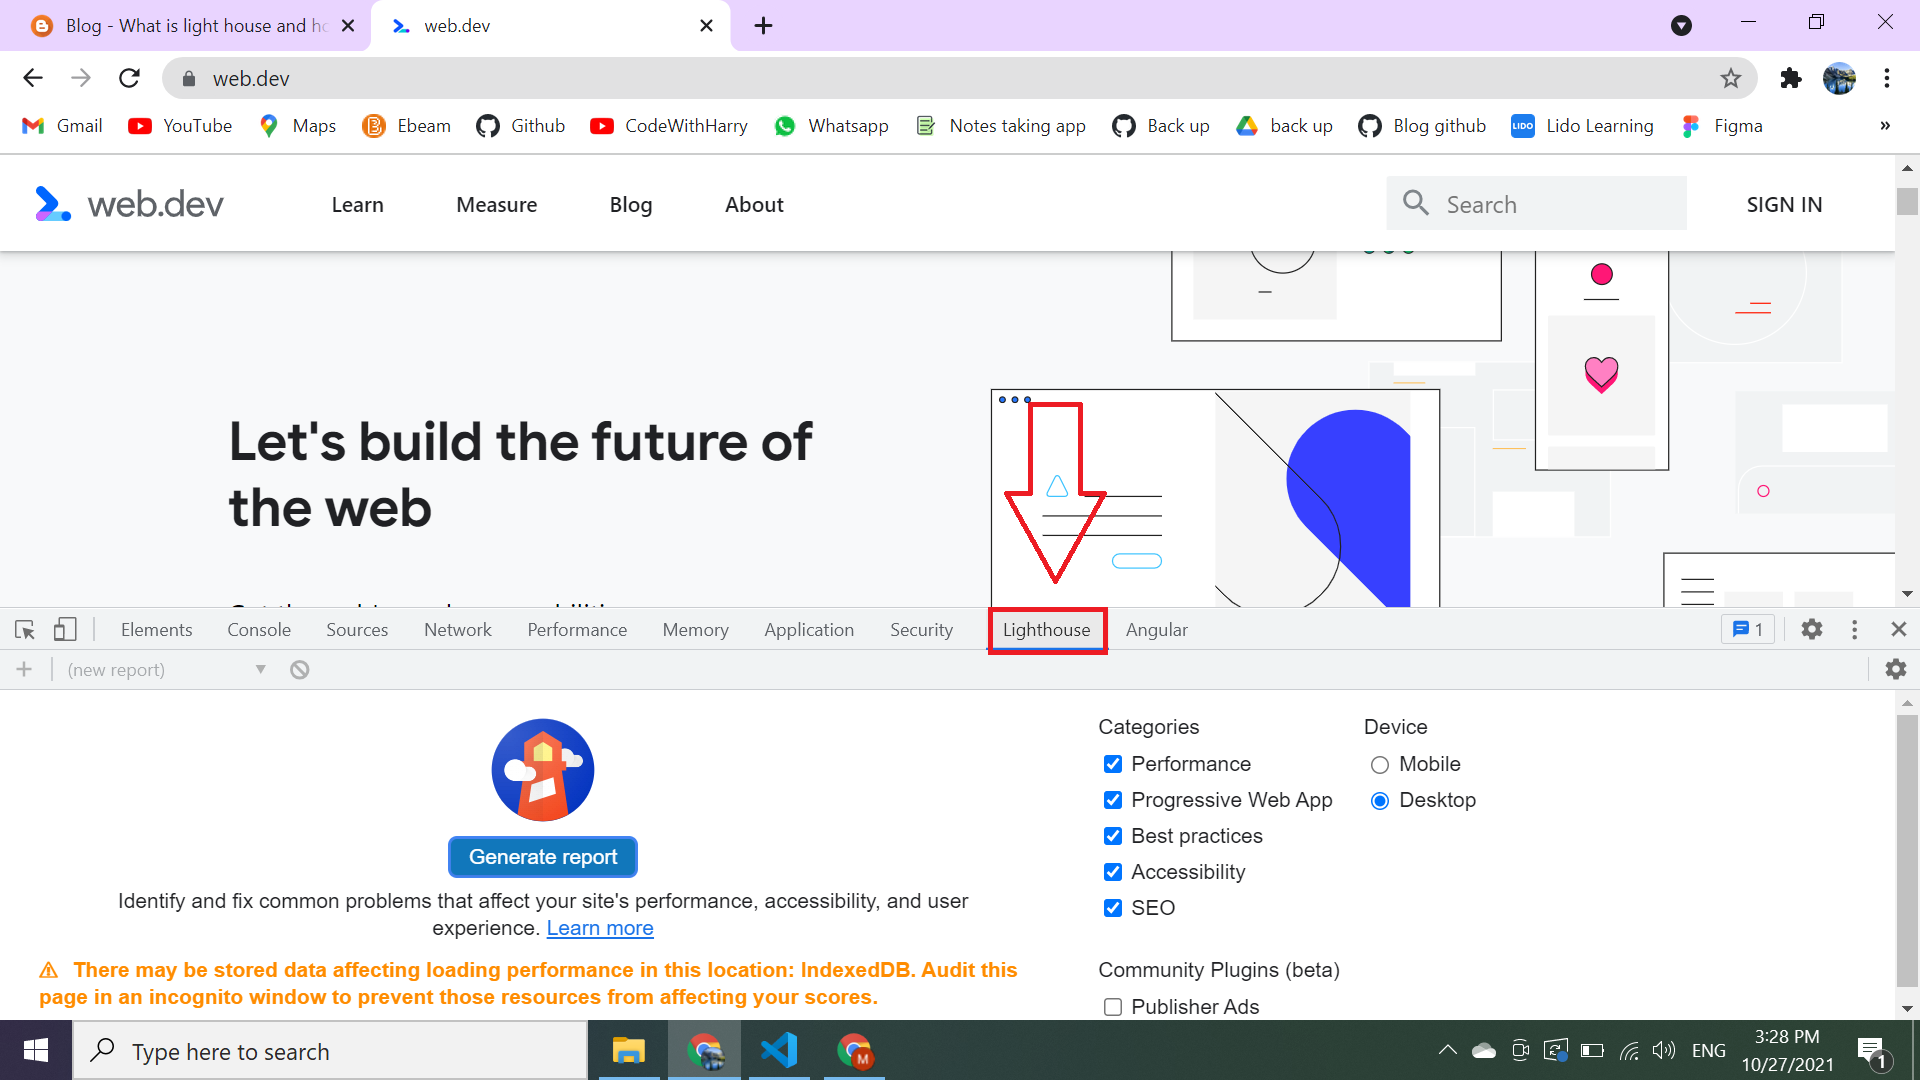 Blog - What is light house and ho
web.dev
web.dev
Gmail
YouTube
Maps
Ebeam
Github
CodeWithHarry
Whatsapp
Notes taking app
Back up
back up
Blog github
LIDO
Lido Learning
Figma
»
web.dev
Learn
Measure
Blog
About
Search
SIGN IN
Let's build the future of
the web
Elements
Console
Sources
Network
Performance
Memory
Application
Security
Lighthouse
Angular
1
(new report)
Generate report
Identify and fix common problems that affect your site's performance, accessibility, and user
experience. Learn more
There may be stored data affecting loading performance in this location: IndexedDB. Audit this
page in an incognito window to prevent those resources from affecting your scores.
Categories
Performance
Progressive Web App
Best practices
Accessibility
SEO
Device
Mobile
Desktop
Community Plugins (beta)
Publisher Ads
Type here to search
M
ENG
3:28 PM
10/27/2021
1